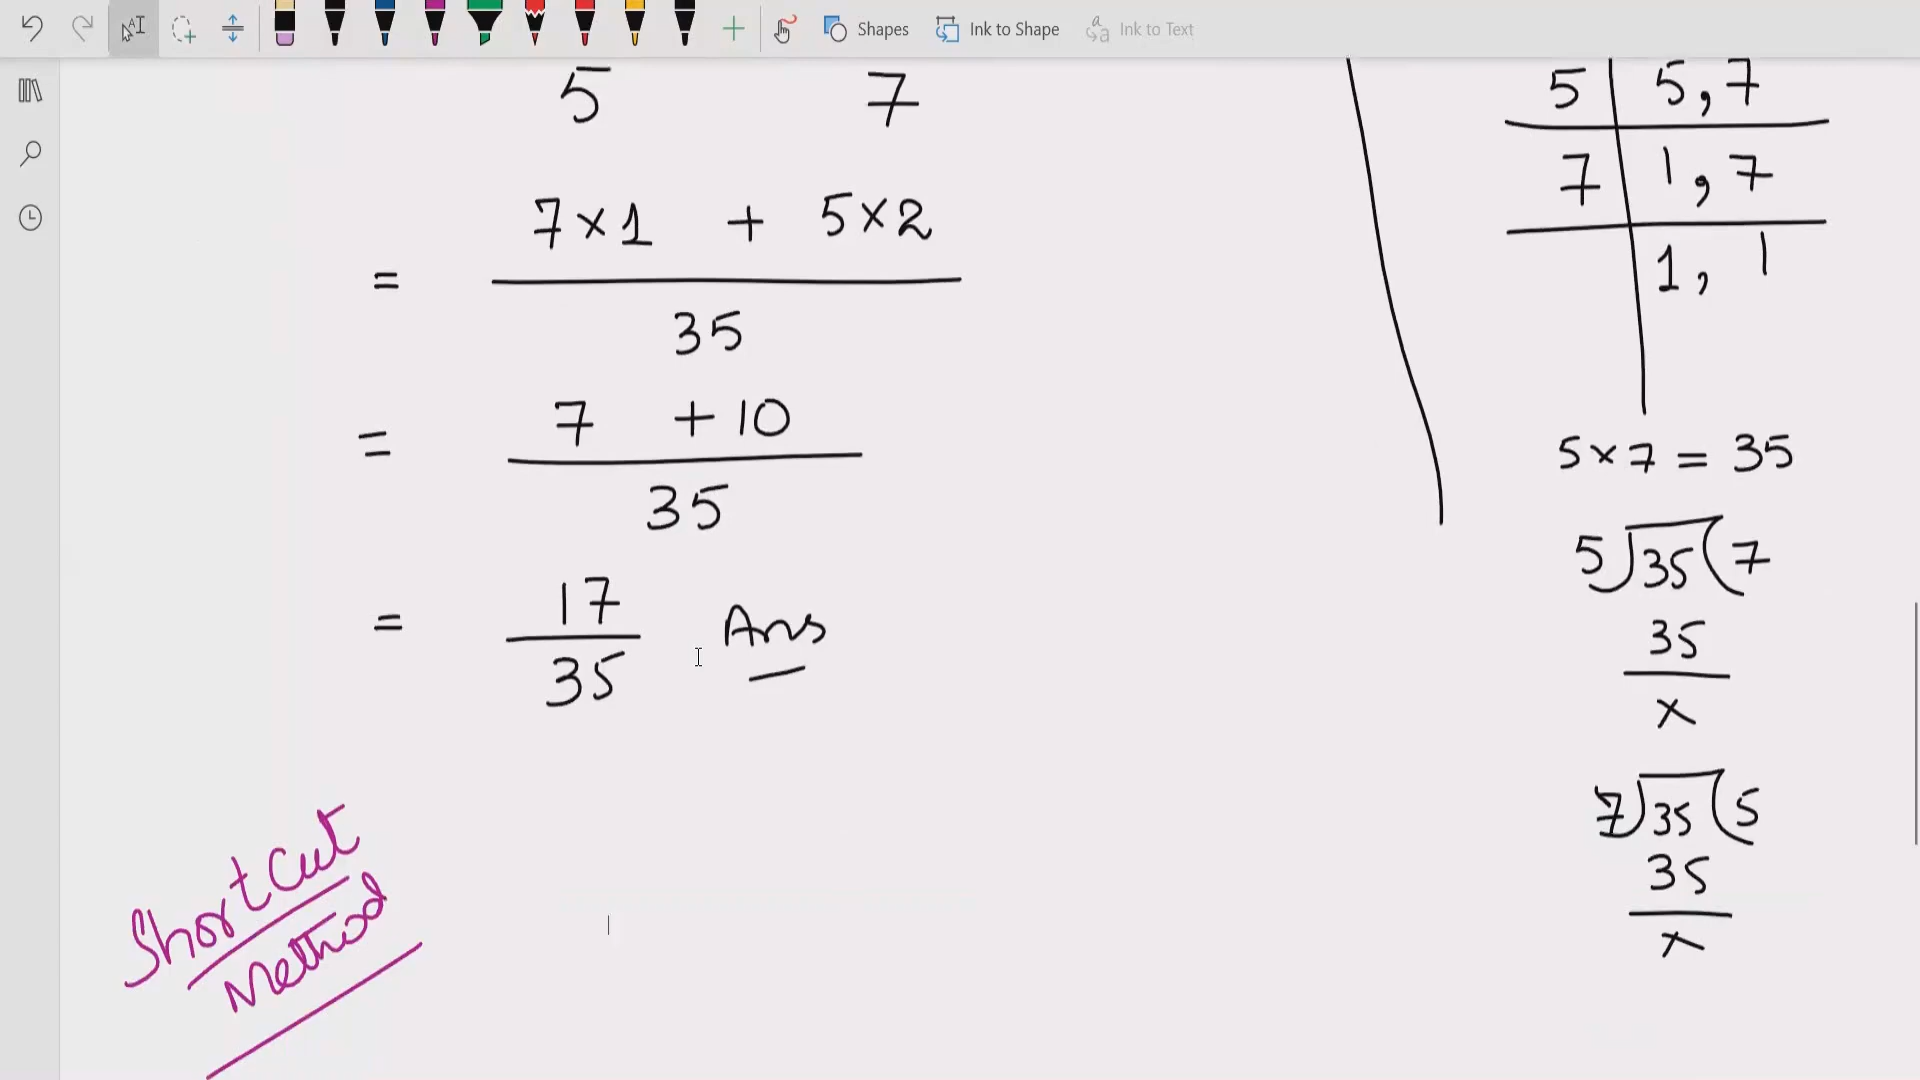 Shapes Ink to Shape Ink to Text
5 7
7×1 + 5×2
=
35
7 + 10
=
35
17
= Ans
35
Shortcut
Method
5 5,7
7 1,7
1, 1
5×7 = 35
5)35(7
35
×
7)35(5
35
×